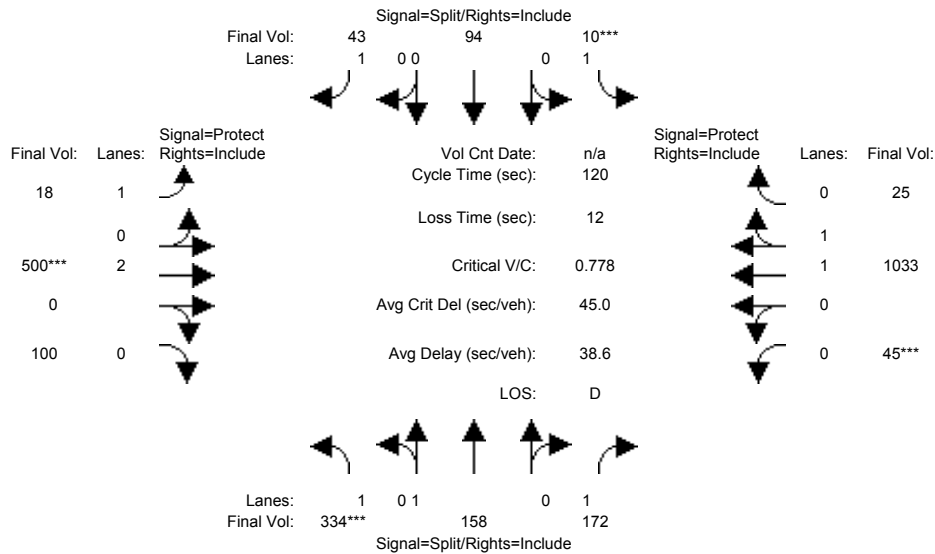 Signal=Split/Rights=Include
Final Vol: 43 94 10***
Lanes: 1 0 0 0 1
Signal=Protect Signal=Protect
Final Vol: Lanes: Rights=Include Vol Cnt Date: n/a Rights=Include Lanes: Final Vol:
Cycle Time (sec): 120
18 1 0 25
Loss Time (sec): 12
0 1
500*** 2 Critical V/C: 0.778 1 1033
0 0 Avg Crit Del (sec/veh): 45.0 0
100 0 Avg Delay (sec/veh): 38.6 0 45***
LOS: D
Lanes: 1 0 1 0 1
Final Vol: 334*** 158 172
Signal=Split/Rights=Include